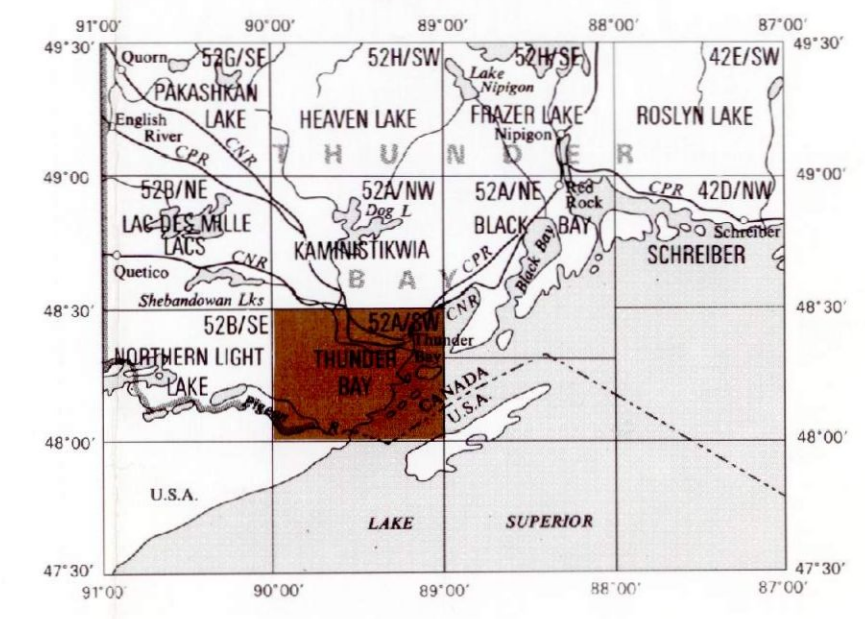 91°00′ 90°00′ 89°00′ 88°00′ 87°00′
49°30′ 49°30′
Quorn 52G/SE 52H/SW 52H/SE 42E/SW
Lake
Nipigon
PAKASHKAN
LAKE HEAVEN LAKE FRAZER LAKE ROSLYN LAKE
English
River
Nipigon
CPR CNR
THUNDER
49°00′ 49°00′
52B/NE 52A/NW 52A/NE Red
Rock CPR 42D/NW
Dog L
LAC DES MILLE
LACS
BLACK BAY
Schreiber
KAMINISTIKWIA CPR Black Bay SCHREIBER
Quetico CNR
BAY
Shebandowan Lks
CNR
48°30′ 48°30′
52B/SE 52A/SW
Thunder
Bay
NORTHERN LIGHT
LAKE
THUNDER
BAY
CANADA
U.S.A.
Pigeon R
48°00′ 48°00′
U.S.A.
LAKE SUPERIOR
47°30′ 47°30′
91°00′ 90°00′ 89°00′ 88°00′ 87°00′